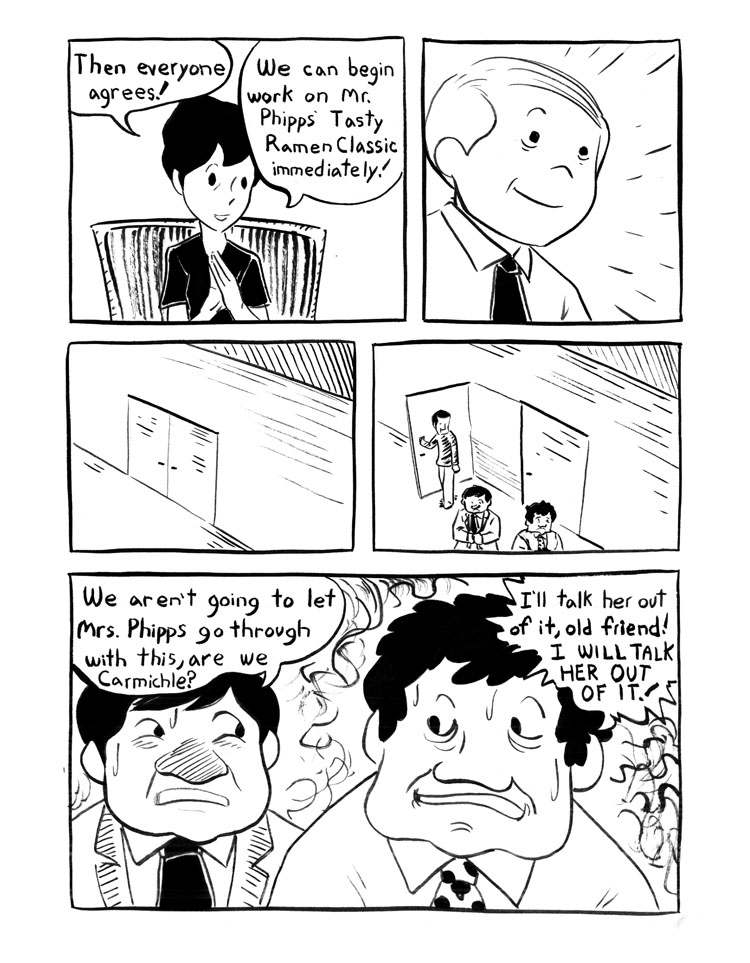 Then everyone
agrees!
We can begin
work on Mr.
Phipps' Tasty
Ramen Classic
immediately!
We aren't going to let
Mrs. Phipps go through
with this, are we
Carmichle?
I'll talk her out
of it, old friend!
I WILL TALK
HER OUT
OF IT!